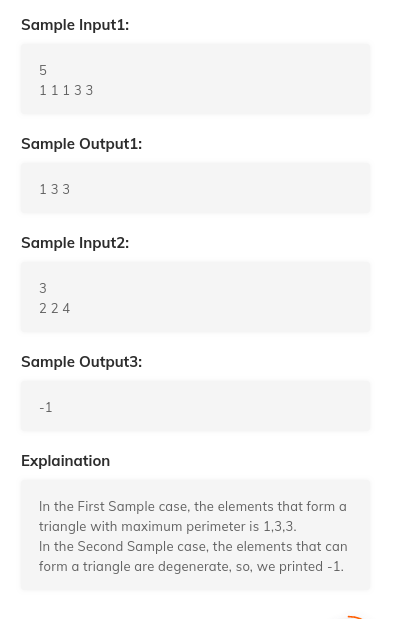 Sample Input1:
5
1 1 1 3 3
Sample Output1:
1 3 3
Sample Input2:
3
2 2 4
Sample Output3:
-1
Explaination
In the First Sample case, the elements that form a
triangle with maximum perimeter is 1,3,3.
In the Second Sample case, the elements that can
form a triangle are degenerate, so, we printed -1.